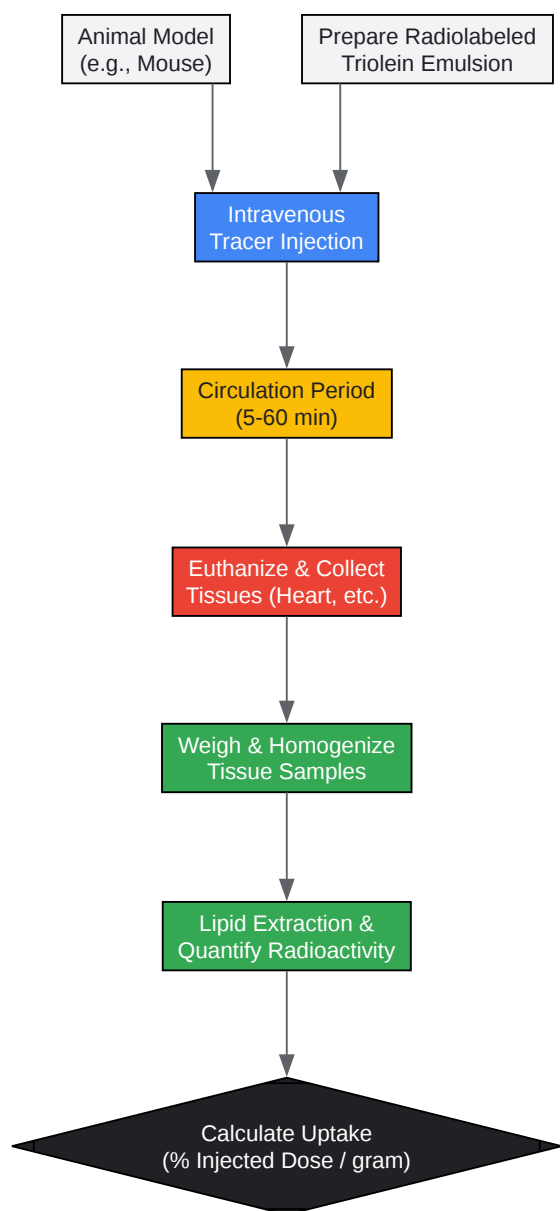 Animal Model
(e.g., Mouse)
Prepare Radiolabeled
Triolein Emulsion
Intravenous
Tracer Injection
Circulation Period
(5-60 min)
Euthanize & Collect
Tissues (Heart, etc.)
Weigh & Homogenize
Tissue Samples
Lipid Extraction &
Quantify Radioactivity
Calculate Uptake
(% Injected Dose / gram)